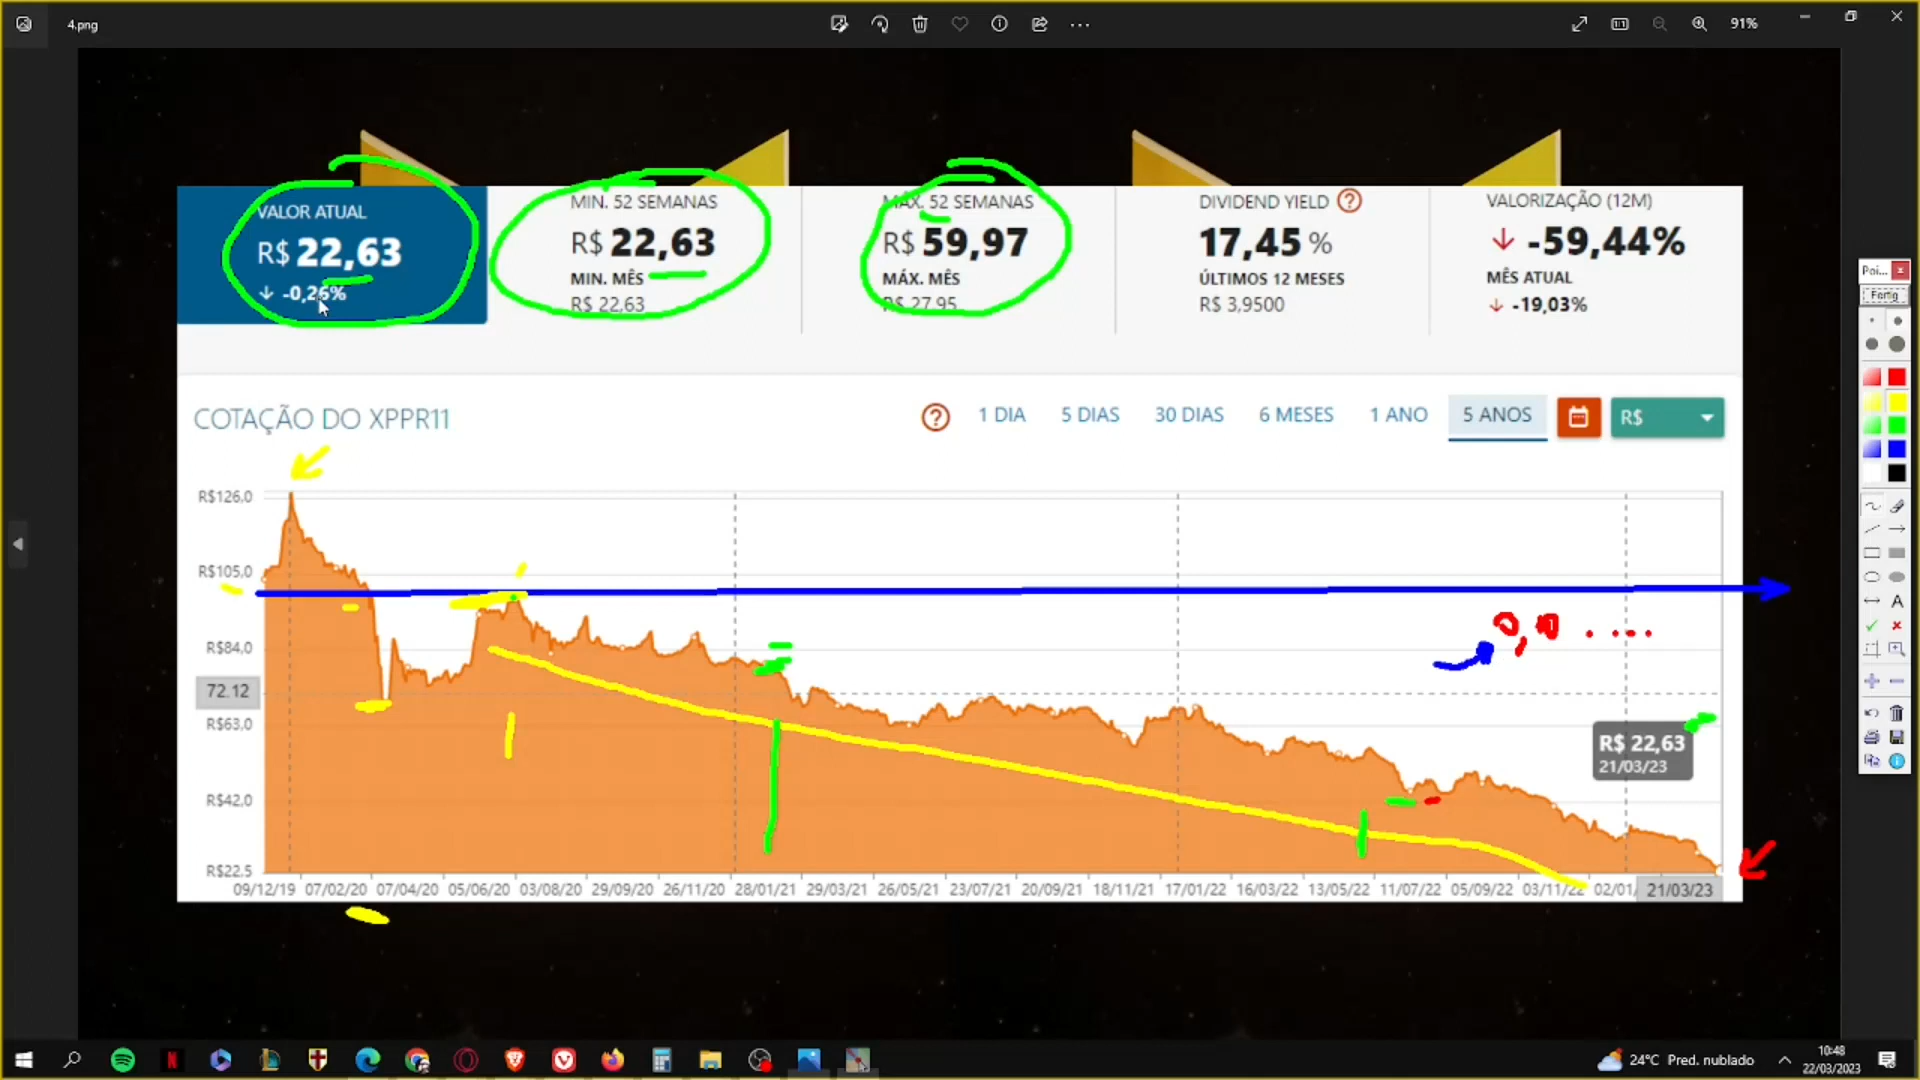 4.png
91%
VALOR ATUAL
R$ 22,63
-0,26%
MIN. 52 SEMANAS
R$ 22,63
MIN. MÊS
R$ 22,63
MÁX. 52 SEMANAS
R$ 59,97
MÁX. MÊS
R$ 27,95
DIVIDEND YIELD ?
17,45 %
ÚLTIMOS 12 MESES
R$ 3,9500
VALORIZAÇÃO (12M)
-59,44%
MÊS ATUAL
-19,03%
COTAÇÃO DO XPPR11
? 1 DIA 5 DIAS 30 DIAS 6 MESES 1 ANO 5 ANOS R$
R$126,0
R$105,0
R$84,0
72.12
R$63,0
R$42,0
R$22,5
R$ 22,63
21/03/23
09/12/19 07/02/20 07/04/20 05/06/20 03/08/20 29/09/20 26/11/20 28/01/21 29/03/21 26/05/21 23/07/21 20/09/21 18/11/21 17/01/22 16/03/22 13/05/22 11/07/22 05/09/22 03/11/22 02/01/ 21/03/23
Poi...
Fertig
A
24°C Pred. nublado
10:48
22/03/2023